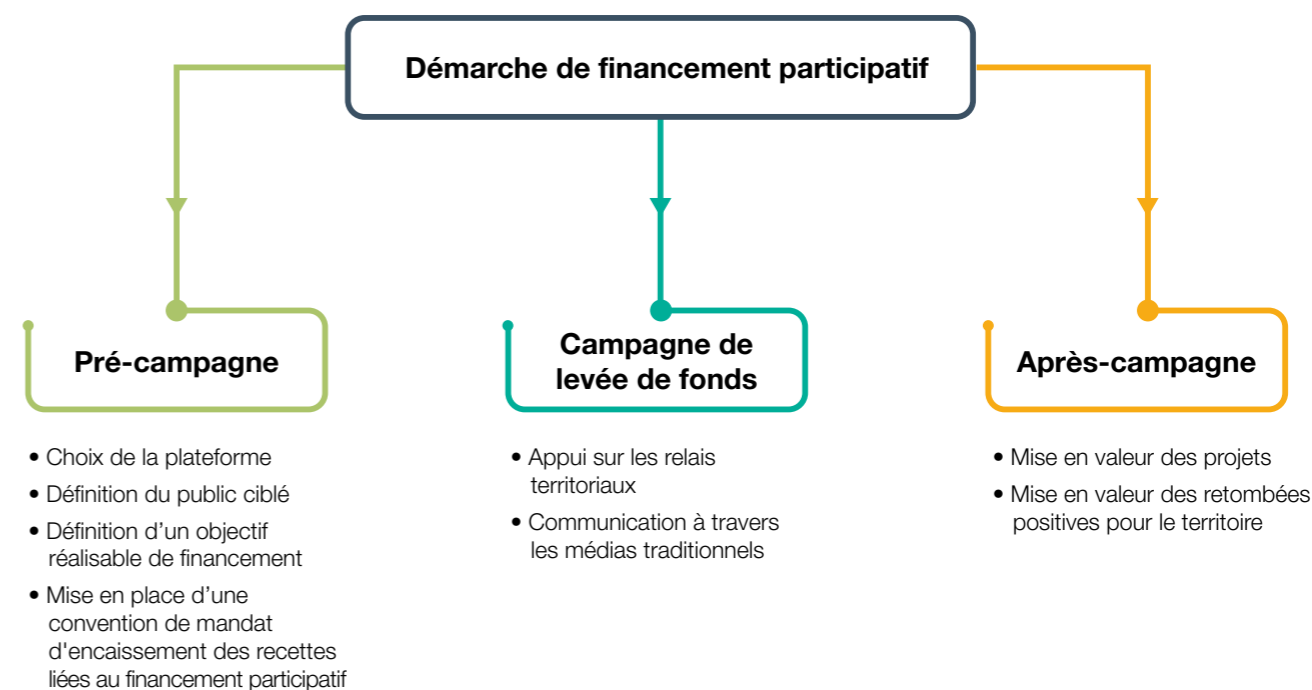 Démarche de financement participatif
Pré-campagne
• Choix de la plateforme
• Définition du public ciblé
• Définition d’un objectif
réalisable de financement
• Mise en place d’une
convention de mandat
d'encaissement des recettes
liées au financement participatif
Campagne de
levée de fonds
• Appui sur les relais
territoriaux
• Communication à travers
les médias traditionnels
Après-campagne
• Mise en valeur des projets
• Mise en valeur des retombées
positives pour le territoire